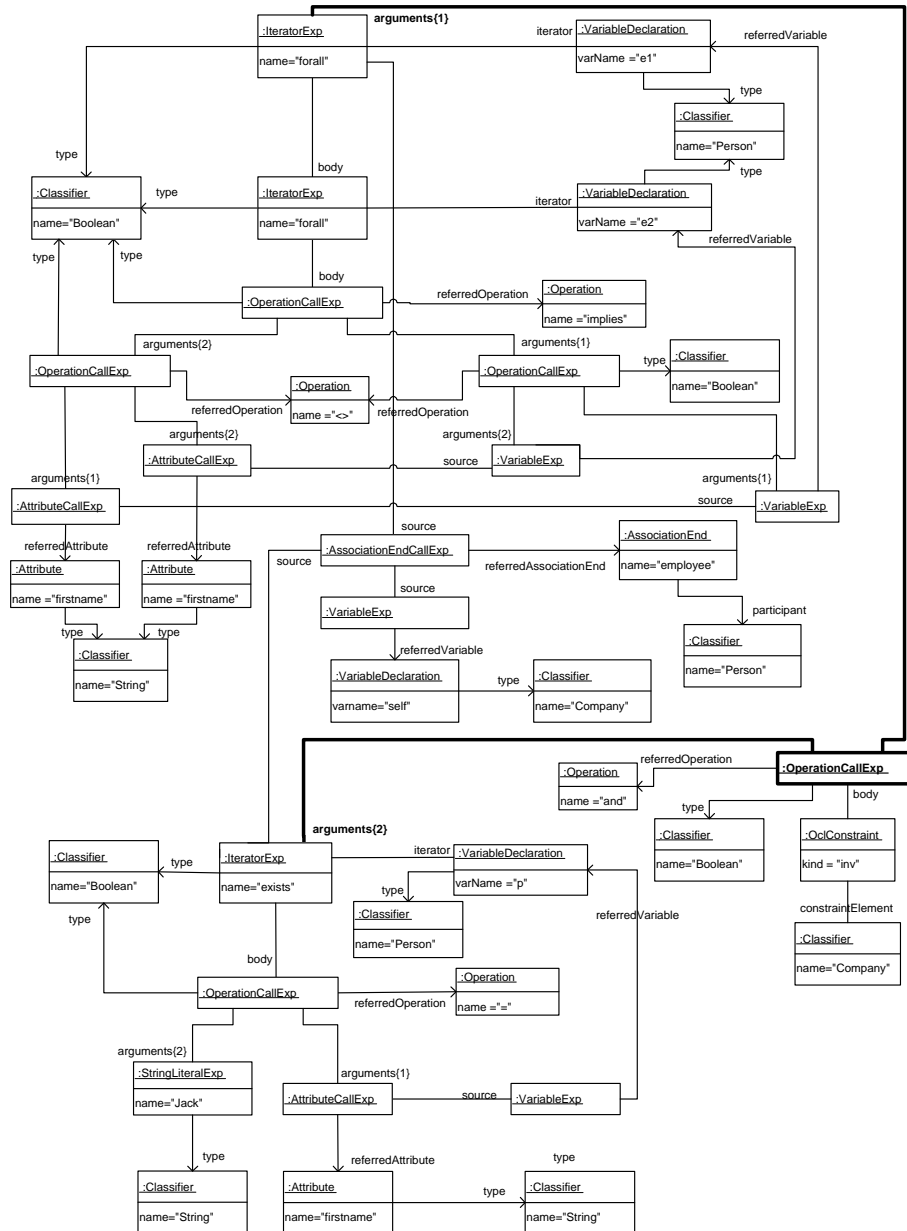 arguments{1}
:IteratorExp
name="forall"
iterator
:VariableDeclaration
varName ="e1"
referredVariable
type
:Classifier
name="Person"
type
body
type
:Classifier
name="Boolean"
type
:IteratorExp
name="forall"
iterator
:VariableDeclaration
varName ="e2"
referredVariable
type
type
body
:OperationCallExp
referredOperation
:Operation
name ="implies"
arguments{2}
arguments{1}
:OperationCallExp
:Operation
name ="<>"
referredOperation
referredOperation
:OperationCallExp
type
:Classifier
name="Boolean"
arguments{2}
arguments{2}
:AttributeCallExp
source
:VariableExp
arguments{1}
arguments{1}
:AttributeCallExp
source
:VariableExp
referredAttribute
referredAttribute
source
:Attribute
name ="firstname"
:Attribute
name ="firstname"
source
:AssociationEndCallExp
referredAssociationEnd
:AssociationEnd
name="employee"
source
:VariableExp
participant
type
type
:Classifier
name="String"
referredVariable
:VariableDeclaration
varname="self"
type
:Classifier
name="Company"
:Classifier
name="Person"
referredOperation
:OperationCallExp
:Operation
name ="and"
body
type
arguments{2}
:Classifier
name="Boolean"
:OclConstraint
kind = "inv"
:Classifier
name="Boolean"
type
:IteratorExp
name="exists"
iterator
:VariableDeclaration
varName ="p"
type
referredVariable
constraintElement
:Classifier
name="Person"
:Classifier
name="Company"
type
body
:OperationCallExp
referredOperation
:Operation
name ="="
arguments{2}
:StringLiteralExp
name="Jack"
arguments{1}
:AttributeCallExp
source
:VariableExp
type
referredAttribute
type
:Classifier
name="String"
:Attribute
name ="firstname"
type
:Classifier
name="String"